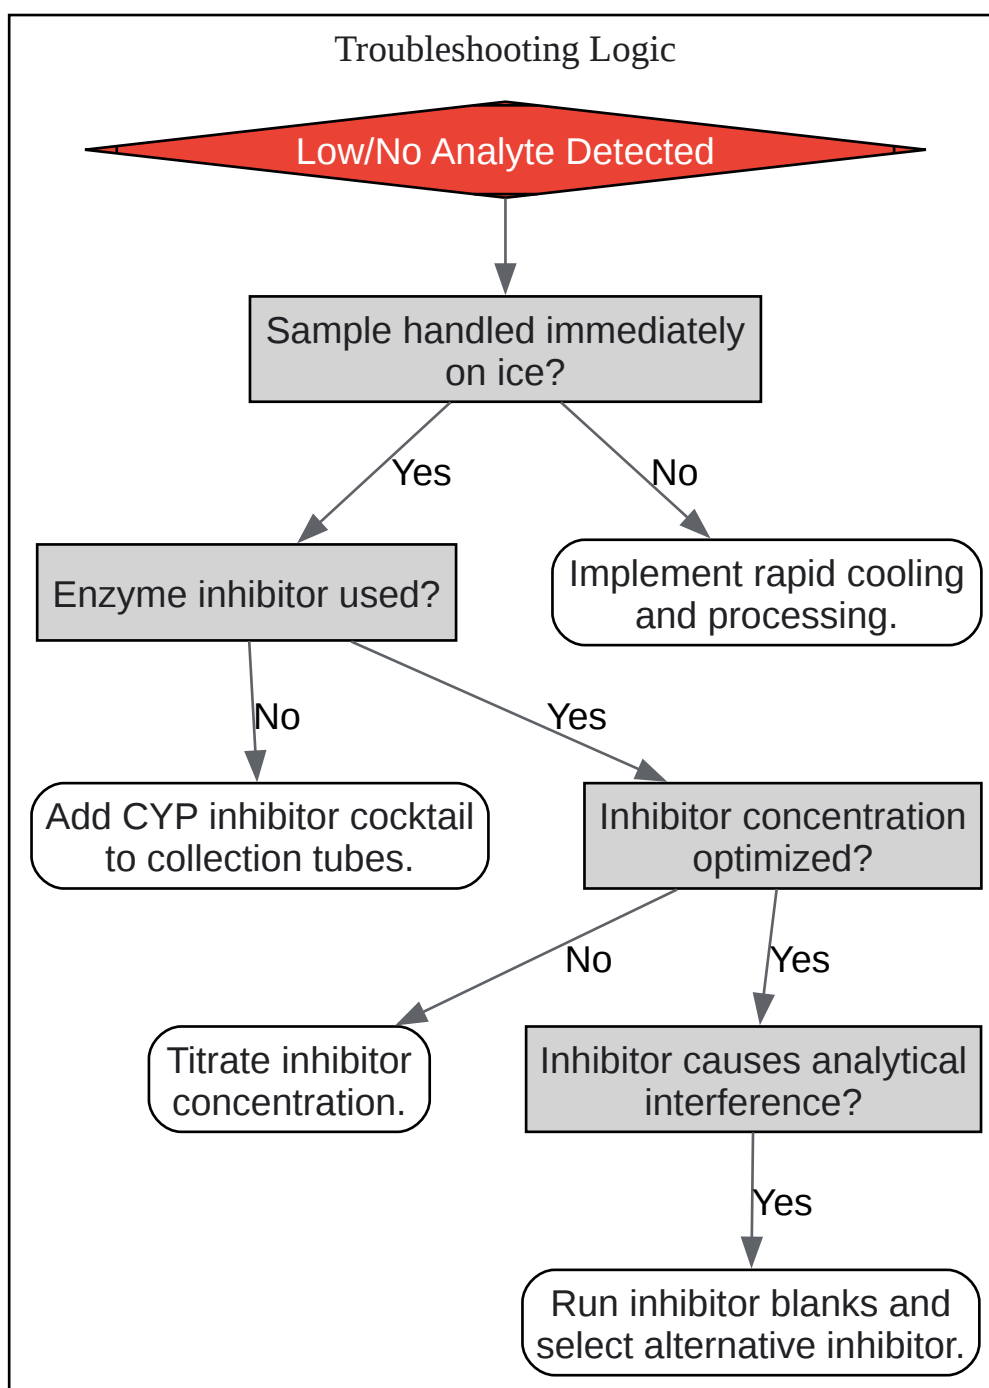 Troubleshooting Logic
Low/No Analyte Detected
Sample handled immediately
on ice?
Yes
No
Enzyme inhibitor used?
Implement rapid cooling
and processing.
No
Yes
Add CYP inhibitor cocktail
to collection tubes.
Inhibitor concentration
optimized?
No
Yes
Titrate inhibitor
concentration.
Inhibitor causes analytical
interference?
Yes
Run inhibitor blanks and
select alternative inhibitor.